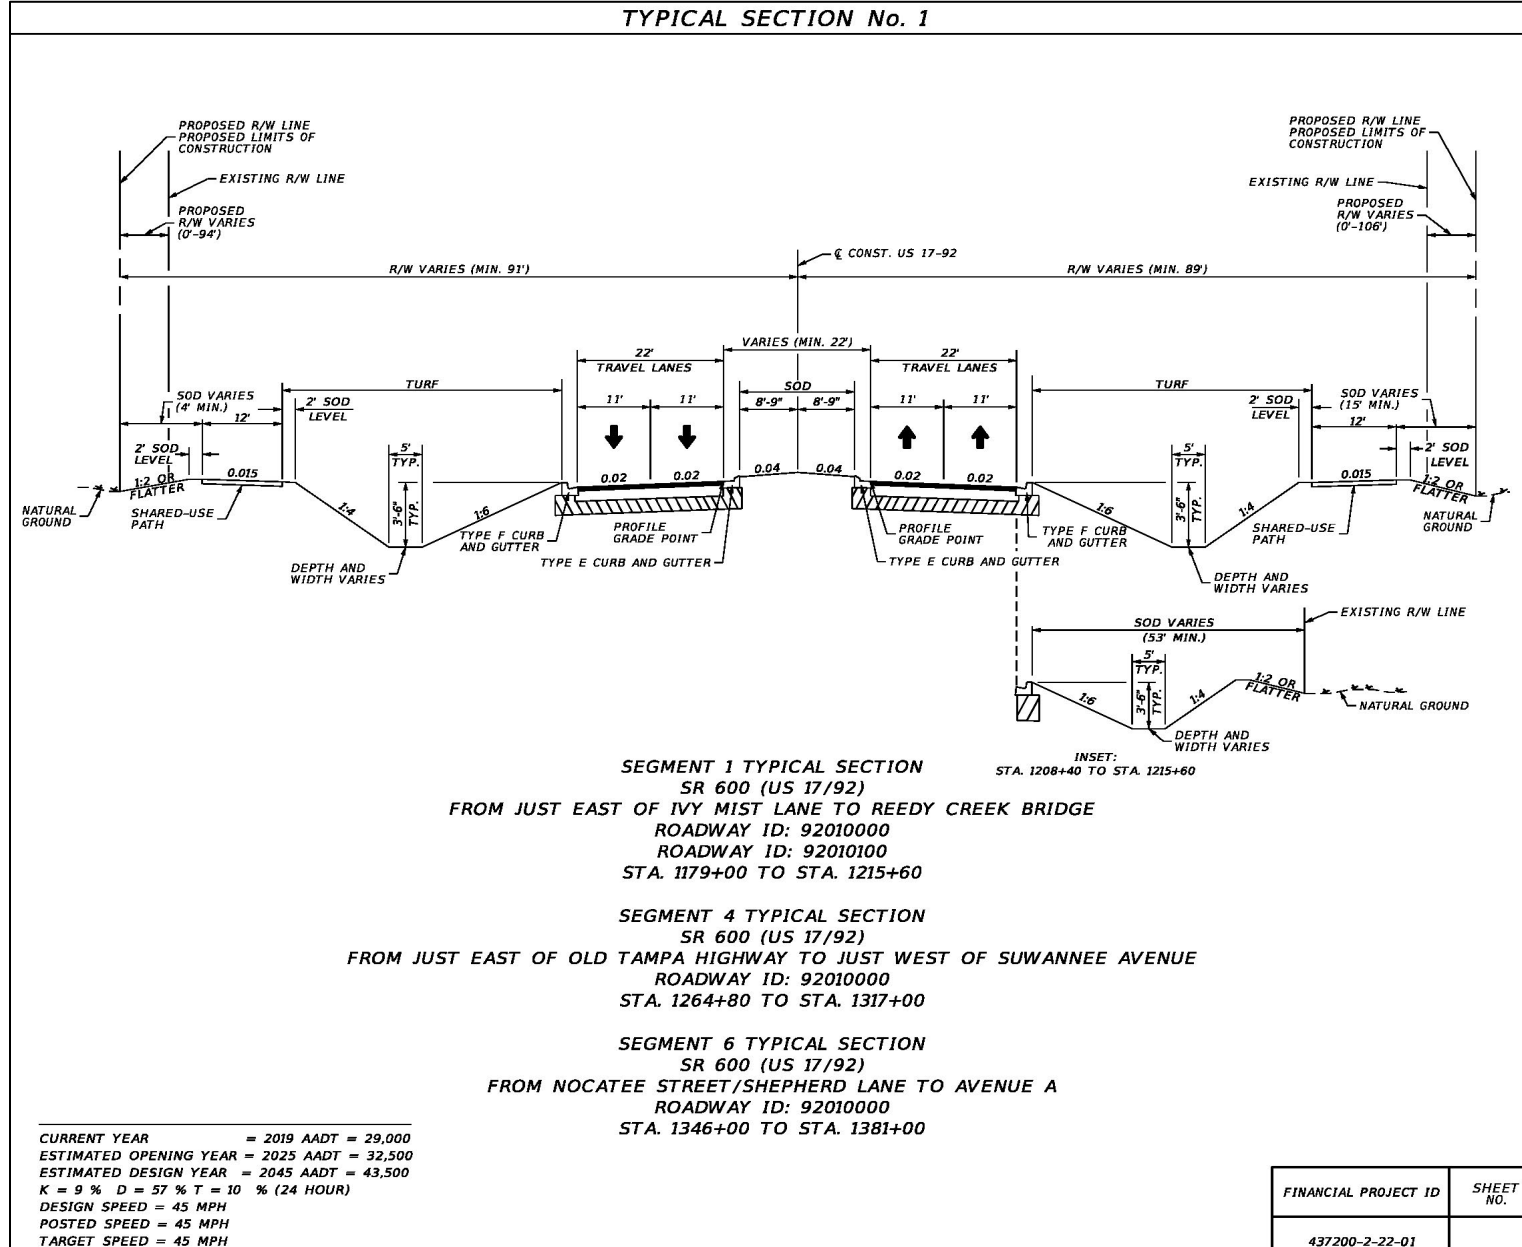 TYPICAL SECTION No. 1
PROPOSED R/W LINE
PROPOSED LIMITS OF
CONSTRUCTION
EXISTING R/W LINE
PROPOSED
R/W VARIES
(0'-94')
PROPOSED R/W LINE
PROPOSED LIMITS OF
CONSTRUCTION
EXISTING R/W LINE
PROPOSED
R/W VARIES
(0'-106')
℄ CONST. US 17-92
R/W VARIES (MIN. 91')
R/W VARIES (MIN. 89')
VARIES (MIN. 22')
22'
TRAVEL LANES
22'
TRAVEL LANES
TURF
SOD
TURF
SOD VARIES
(4' MIN.)
12'
2' SOD
LEVEL
11'
11'
8'-9"
8'-9"
11'
11'
2' SOD
LEVEL
SOD VARIES
(15' MIN.)
12'
2' SOD
LEVEL
5'
TYP.
5'
TYP.
2' SOD
LEVEL
1:2 OR
FLATTER
0.015
0.02
0.02
0.04
0.04
0.02
0.02
0.015
1:2 OR
FLATTER
NATURAL
GROUND
SHARED-USE
PATH
1:4
3'-6"
TYP.
1:6
TYPE F CURB
AND GUTTER
PROFILE
GRADE POINT
TYPE E CURB AND GUTTER
PROFILE
GRADE POINT
TYPE E CURB AND GUTTER
TYPE F CURB
AND GUTTER
1:6
3'-6"
TYP.
1:4
SHARED-USE
PATH
NATURAL
GROUND
DEPTH AND
WIDTH VARIES
DEPTH AND
WIDTH VARIES
EXISTING R/W LINE
SOD VARIES
(53' MIN.)
5'
TYP.
1:6
3'-6"
TYP.
1:4
1:2 OR
FLATTER
NATURAL GROUND
DEPTH AND
WIDTH VARIES
INSET:
STA. 1208+40 TO STA. 1215+60
SEGMENT 1 TYPICAL SECTION
SR 600 (US 17/92)
FROM JUST EAST OF IVY MIST LANE TO REEDY CREEK BRIDGE
ROADWAY ID: 92010000
ROADWAY ID: 92010100
STA. 1179+00 TO STA. 1215+60
SEGMENT 4 TYPICAL SECTION
SR 600 (US 17/92)
FROM JUST EAST OF OLD TAMPA HIGHWAY TO JUST WEST OF SUWANNEE AVENUE
ROADWAY ID: 92010000
STA. 1264+80 TO STA. 1317+00
SEGMENT 6 TYPICAL SECTION
SR 600 (US 17/92)
FROM NOCATEE STREET/SHEPHERD LANE TO AVENUE A
ROADWAY ID: 92010000
STA. 1346+00 TO STA. 1381+00
CURRENT YEAR = 2019 AADT = 29,000
ESTIMATED OPENING YEAR = 2025 AADT = 32,500
ESTIMATED DESIGN YEAR = 2045 AADT = 43,500
K = 9 % D = 57 % T = 10 % (24 HOUR)
DESIGN SPEED = 45 MPH
POSTED SPEED = 45 MPH
TARGET SPEED = 45 MPH
FINANCIAL PROJECT ID
SHEET
NO.
437200-2-22-01